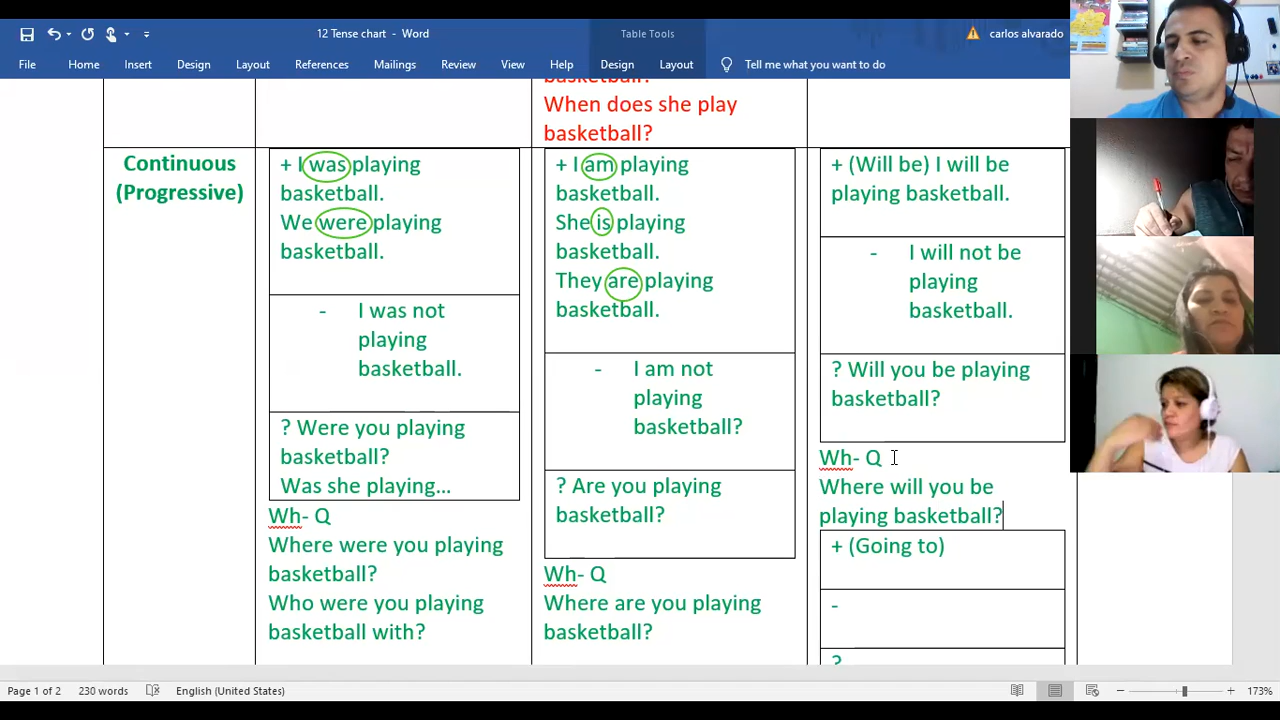 12 Tense chart - Word
Table Tools
carlos alvarado
File Home Insert Design Layout References Mailings Review View Help Design Layout Tell me what you want to do
basketball?
When does she play
basketball?
Continuous
(Progressive)
+ I was playing
basketball.
We were playing
basketball.
- I was not
playing
basketball.
? Were you playing
basketball?
Was she playing...
Wh- Q
Where were you playing
basketball?
Who were you playing
basketball with?
+ I am playing
basketball.
She is playing
basketball.
They are playing
basketball.
- I am not
playing
basketball?
? Are you playing
basketball?
Wh- Q
Where are you playing
basketball?
+ (Will be) I will be
playing basketball.
- I will not be
playing
basketball.
? Will you be playing
basketball?
Wh- Q
Where will you be
playing basketball?
+ (Going to)
-
?
Page 1 of 2 230 words English (United States) 173%